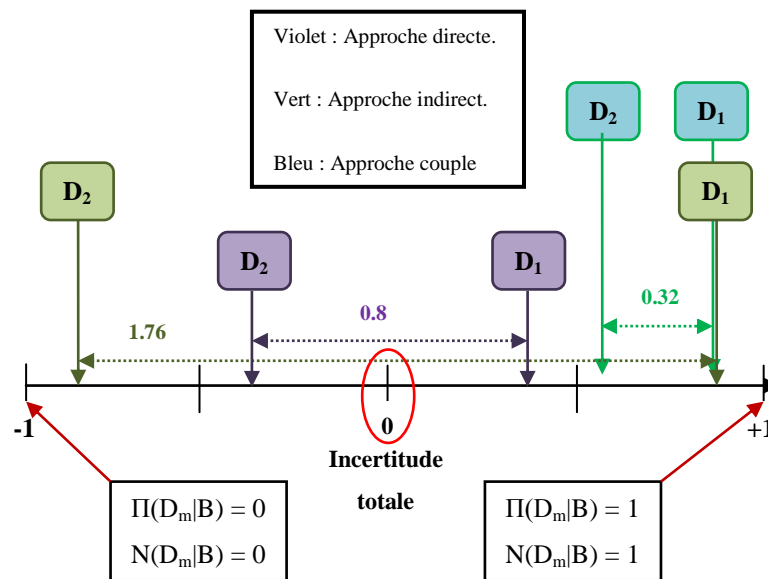 Violet : Approche directe.
Vert : Approche indirect.
Bleu : Approche couple
D₂
D₁
D₂
D₁
D₂
D₁
0.32
0.8
1.76
-1
0
+1
Incertitude
totale
Π(Dₘ|B) = 0
N(Dₘ|B) = 0
Π(Dₘ|B) = 1
N(Dₘ|B) = 1